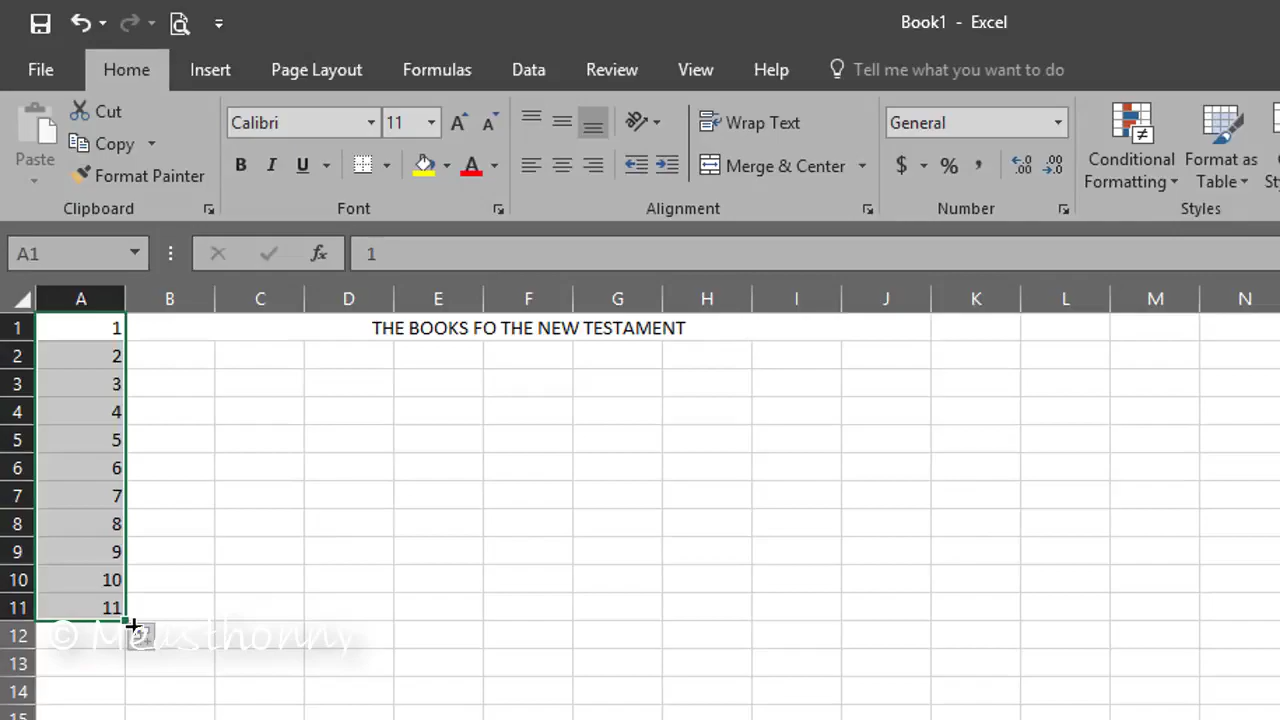 Book1 - Excel
File Home Insert Page Layout Formulas Data Review View Help Tell me what you want to do
Paste
Cut
Copy
Format Painter
Clipboard
Calibri 11
B I U A
Font
Wrap Text
Merge & Center
Alignment
General
$ % ,
Number
Conditional Formatting
Format as Table
Styles
A1 fx 1
A B C D E F G H I J K L M N
1 1 THE BOOKS FO THE NEW TESTAMENT
2 2
3 3
4 4
5 5
6 6
7 7
8 8
9 9
10 10
11 11
12 © Meusthonny
13
14
15